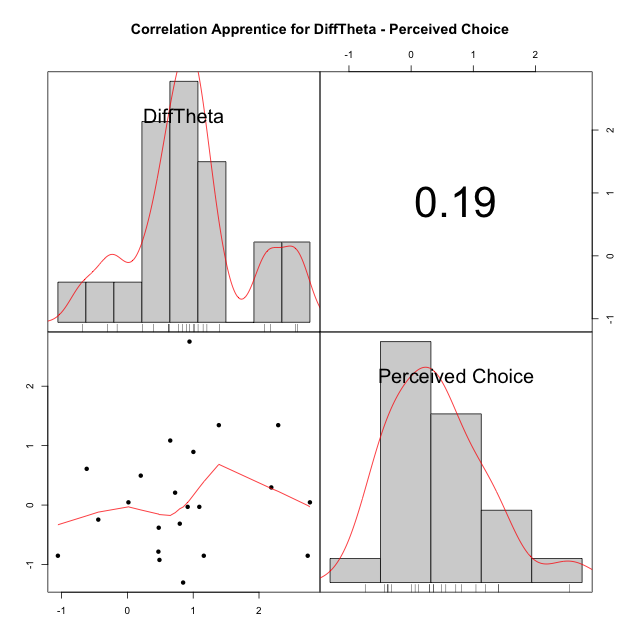 Correlation Apprentice for DiffTheta - Perceived Choice
-1 0 1 2
DiffTheta
0.19
2
1
0
-1
Perceived Choice
2
1
0
-1
-1 0 1 2